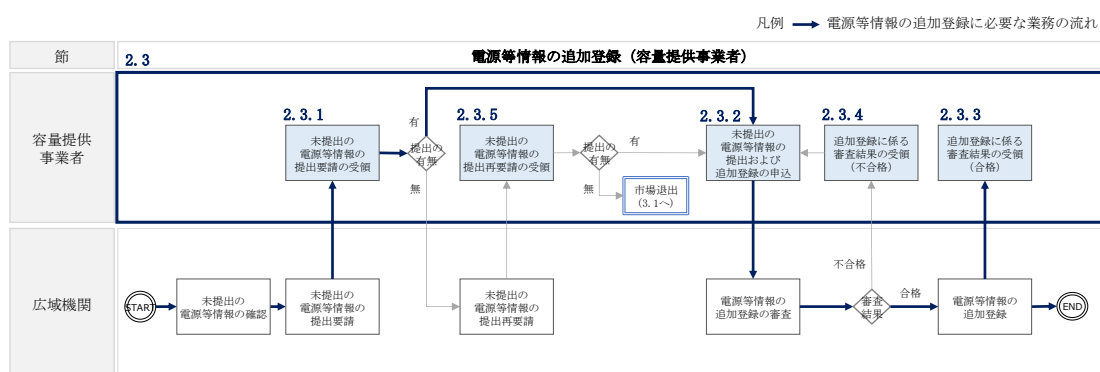 凡例 電源等情報の追加登録に必要な業務の流れ
節
2.3
電源等情報の追加登録（容量提供事業者）
容量提供
事業者
2.3.1
未提出の
電源等情報の
提出要請の受領
提出の
有無
有
無
2.3.5
未提出の
電源等情報の
提出再要請の受領
提出の
有無
有
無
市場退出
(3.1へ)
2.3.2
未提出の
電源等情報の
提出および
追加登録の申込
2.3.4
追加登録に係る
審査結果の受領
（不合格）
2.3.3
追加登録に係る
審査結果の受領
（合格）
広域機関
START
未提出の
電源等情報の確認
未提出の
電源等情報の
提出要請
未提出の
電源等情報の
提出再要請
電源等情報の
追加登録の審査
不合格
審査
結果
合格
電源等情報の
追加登録
END